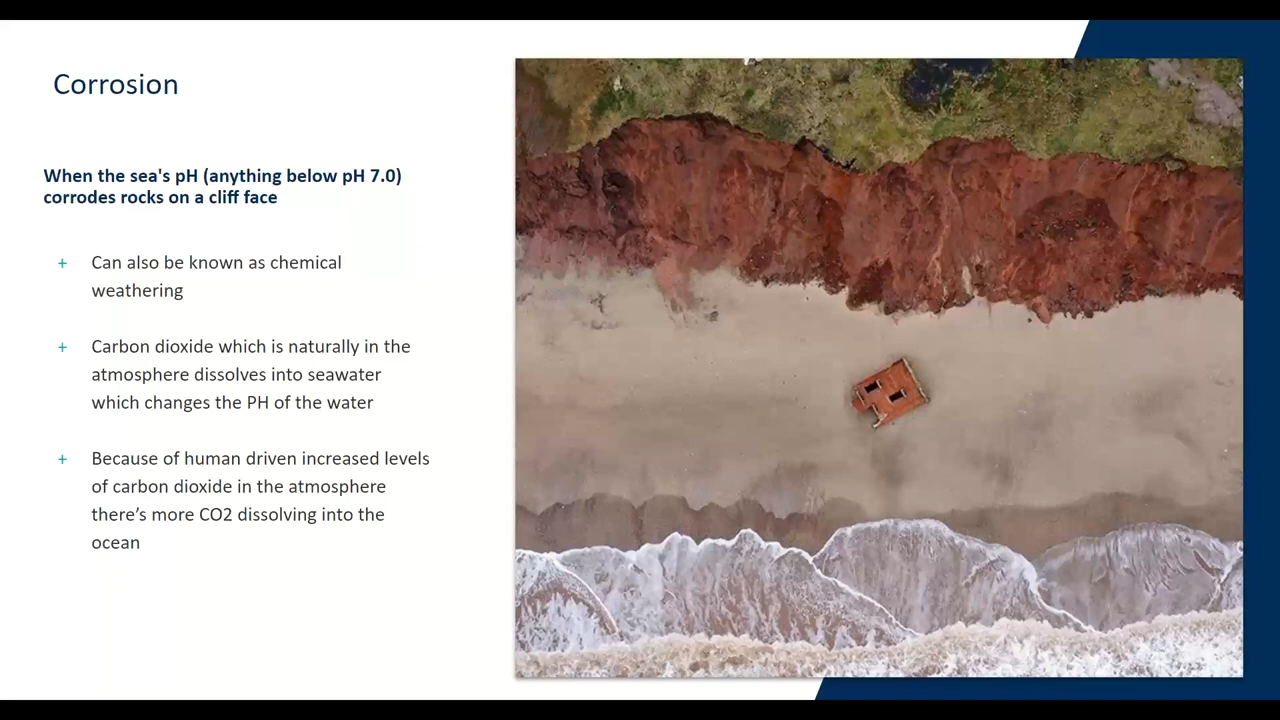 Corrosion
When the sea's pH (anything below pH 7.0)
corrodes rocks on a cliff face
+ Can also be known as chemical
weathering
+ Carbon dioxide which is naturally in the
atmosphere dissolves into seawater
which changes the PH of the water
+ Because of human driven increased levels
of carbon dioxide in the atmosphere
there’s more CO2 dissolving into the
ocean